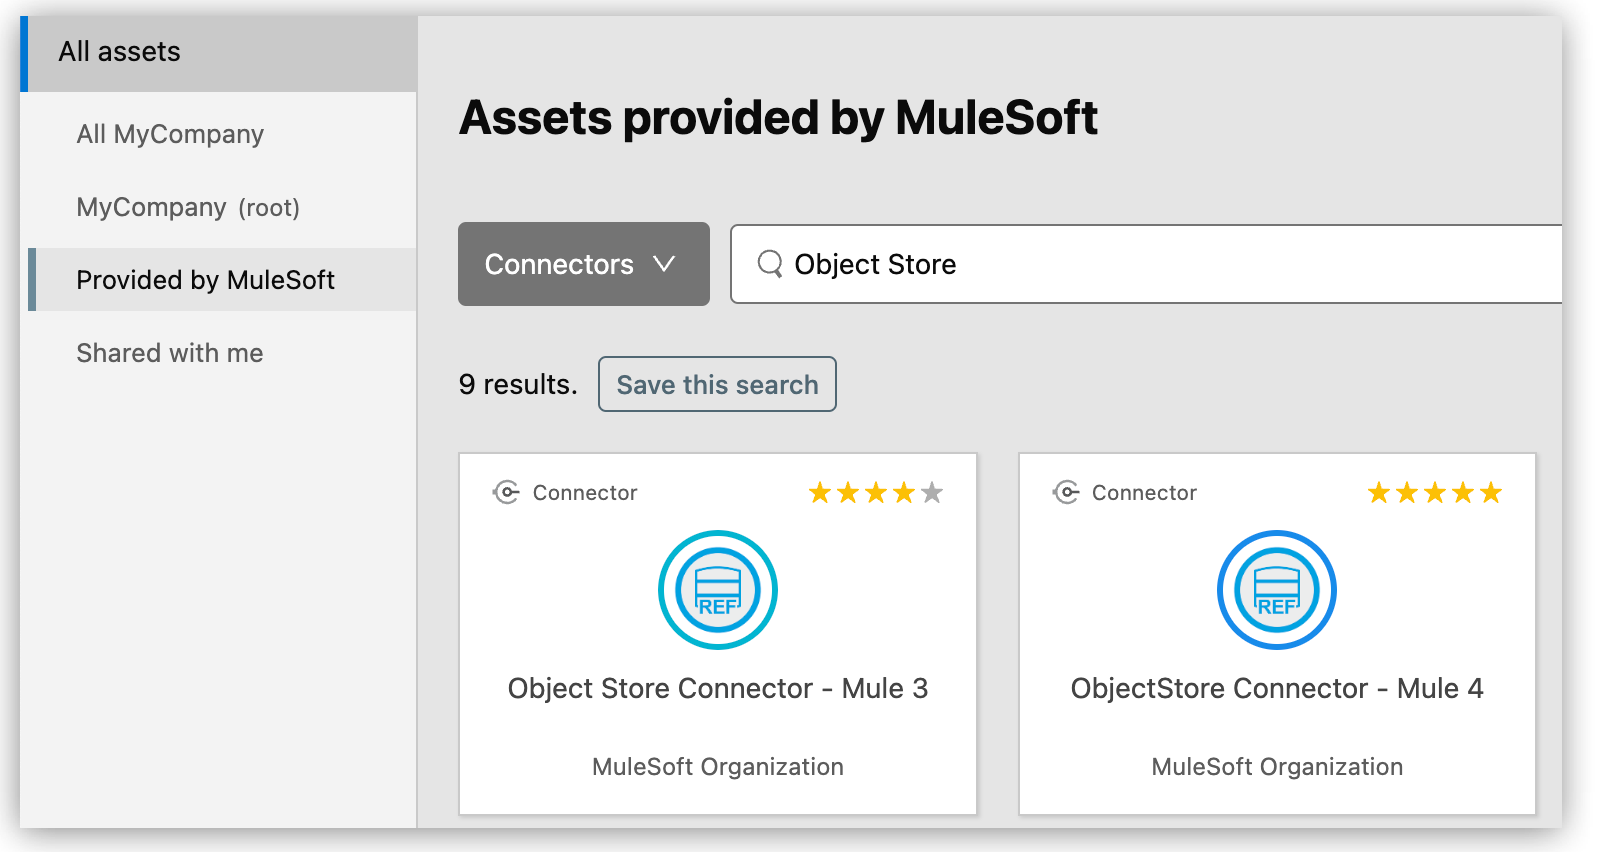 All assets
All MyCompany
MyCompany (root)
Provided by MuleSoft
Shared with me
Assets provided by MuleSoft
Connectors
Object Store
9 results.
Save this search
Connector
REF
Object Store Connector - Mule 3
MuleSoft Organization
Connector
REF
ObjectStore Connector - Mule 4
MuleSoft Organization